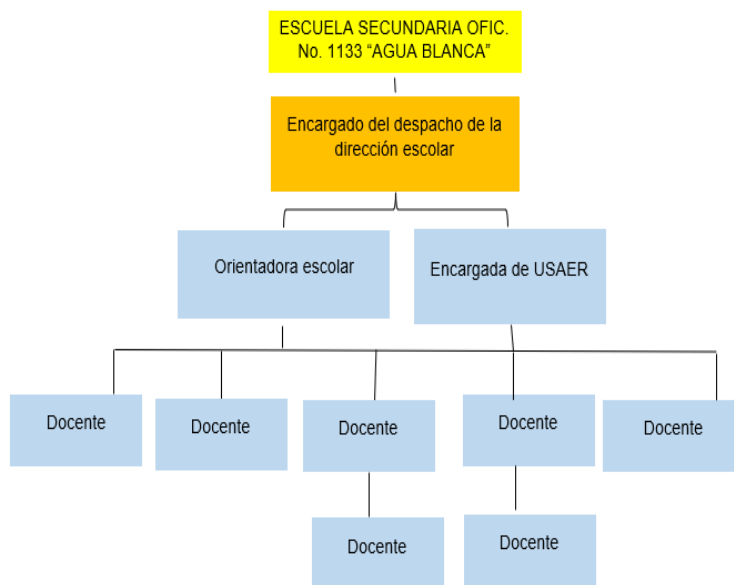 ESCUELA SECUNDARIA OFIC.
No. 1133 “AGUA BLANCA”
Encargado del despacho de la
dirección escolar
Orientadora escolar
Encargada de USAER
Docente
Docente
Docente
Docente
Docente
Docente
Docente